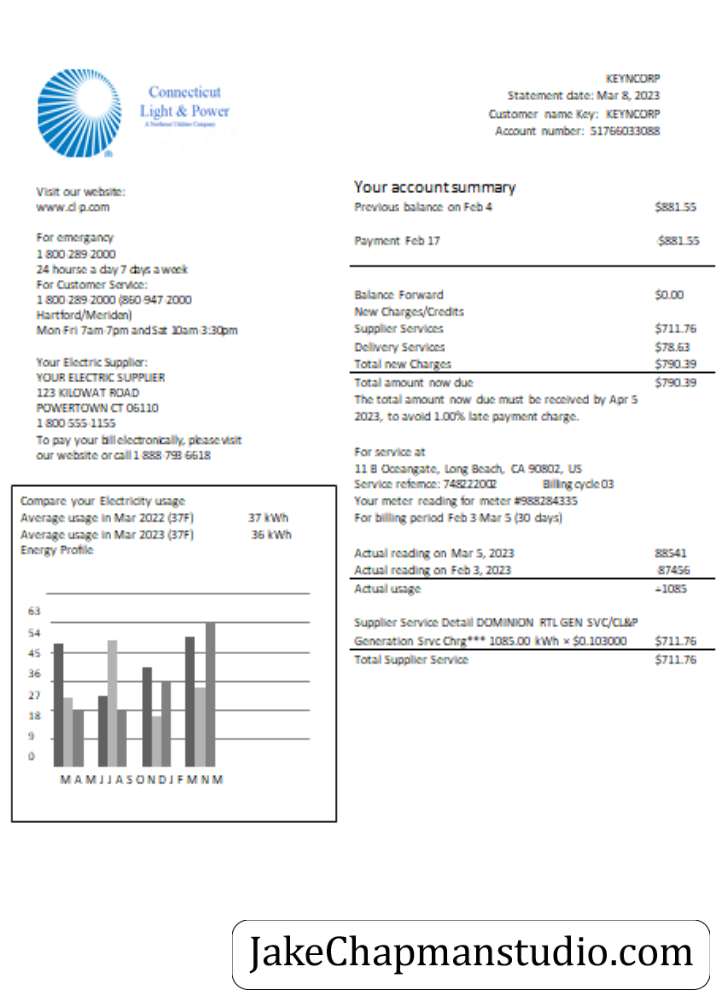 Connecticut
Light & Power
A Northeast Utilities Company
KEYNCORP
Statement date: Mar 8, 2023
Customer name Key: KEYNCORP
Account number: 51766033088
Visit our website:
www.cl p.com
For emergancy
1 800 289 2000
24 hourse a day 7 days a week
For Customer Service:
1 800 289 2000 (860 947 2000
Hartford/Meriden)
Mon Fri 7am 7pm and Sat 10am 3:30pm
Your Electric Supplier:
YOUR ELECTRIC SUPPLIER
123 KILOWAT ROAD
POWERTOWN CT 06110
1 800 555 1155
To pay your bill electronically, please visit
our website or call 1 888 793 6618
Compare your Electricity usage
Average usage in Mar 2022 (37F) 37 kWh
Average usage in Mar 2023 (37F) 36 kWh
Energy Profile
63
54
45
36
27
18
9
0
M A M J J A S O N D J F M N M
Your account summary
Previous balance on Feb 4 $881.55
Payment Feb 17 $881.55
Balance Forward $0.00
New Charges/Credits
Supplier Services $711.76
Delivery Services $78.63
Total new Charges $790.39
Total amount now due $790.39
The total amount now due must be received by Apr 5
2023, to avoid 1.00% late payment charge.
For service at
11 B Oceangate, Long Beach, CA 90802, US
Service refernce: 748222002 Billing cycle 03
Your meter reading for meter #988284335
For billing period Feb 3 Mar 5 (30 days)
Actual reading on Mar 5, 2023 88541
Actual reading on Feb 3, 2023 87456
Actual usage ~1085
Supplier Service Detail DOMINION RTL GEN SVC/CL&P
Generation Srvc Chrg*** 1085.00 kWh × $0.103000 $711.76
Total Supplier Service $711.76
JakeChapmanstudio.com